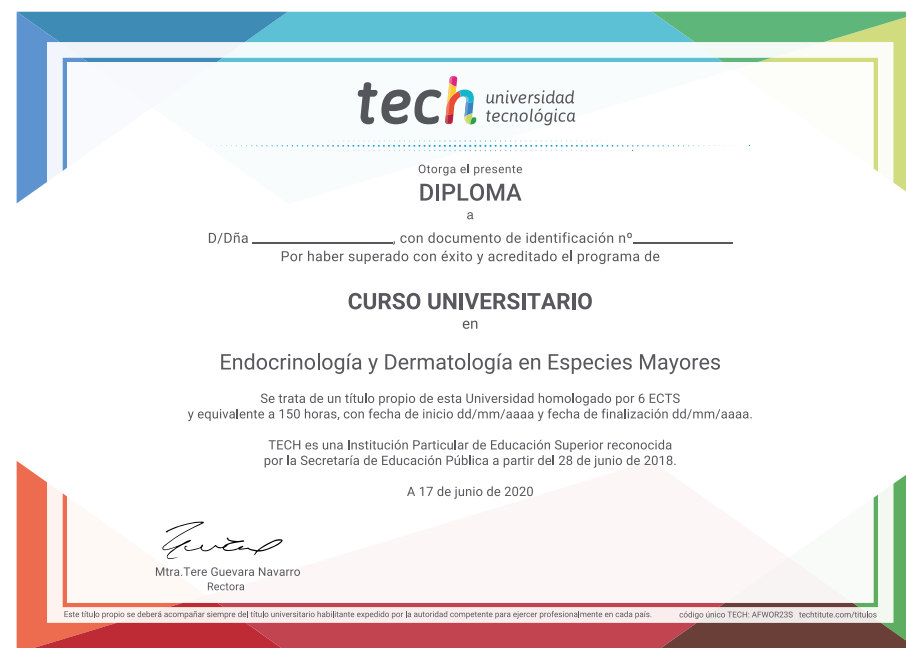 tech universidad
tecnológica
Otorga el presente
DIPLOMA
a
D/Dña ____________________, con documento de identificación nº______________
Por haber superado con éxito y acreditado el programa de
CURSO UNIVERSITARIO
en
Endocrinología y Dermatología en Especies Mayores
Se trata de un título propio de esta Universidad homologado por 6 ECTS
y equivalente a 150 horas, con fecha de inicio dd/mm/aaaa y fecha de finalización dd/mm/aaaa.
TECH es una Institución Particular de Educación Superior reconocida
por la Secretaría de Educación Pública a partir del 28 de junio de 2018.
A 17 de junio de 2020
Mtra.Tere Guevara Navarro
Rectora
Este título propio se deberá acompañar siempre del título universitario habilitante expedido por la autoridad competente para ejercer profesionalmente en cada país. código único TECH: AFWOR23S techtitute.com/titulos